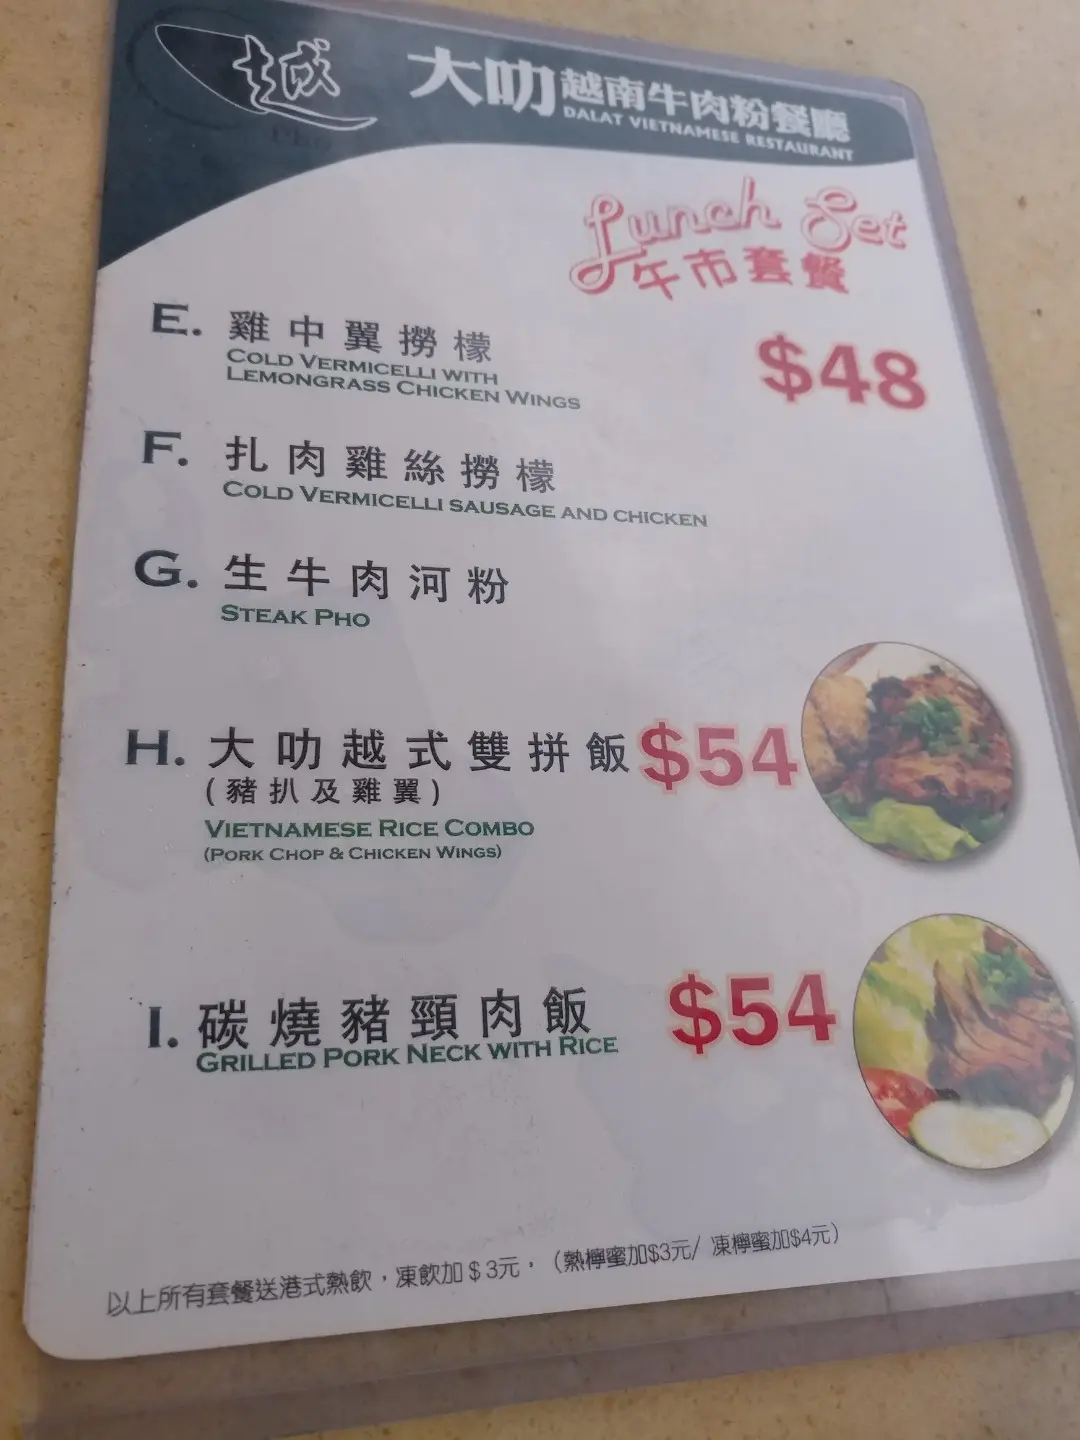 越
大叻越南牛肉粉餐廳
DALAT VIETNAMESE RESTAURANT
Lunch Set
午市套餐
E. 雞中翼撈檬
COLD VERMICELLI WITH
LEMONGRASS CHICKEN WINGS
$48
F. 扎肉雞絲撈檬
COLD VERMICELLI SAUSAGE AND CHICKEN
G. 生牛肉河粉
STEAK PHO
H. 大叻越式雙拼飯 $54
(豬扒及雞翼)
VIETNAMESE RICE COMBO
(PORK CHOP & CHICKEN WINGS)
I. 碳燒豬頸肉飯 $54
GRILLED PORK NECK WITH RICE
以上所有套餐送港式熱飲，凍飲加$3元，（熱檸蜜加$3元/ 凍檸蜜加$4元）